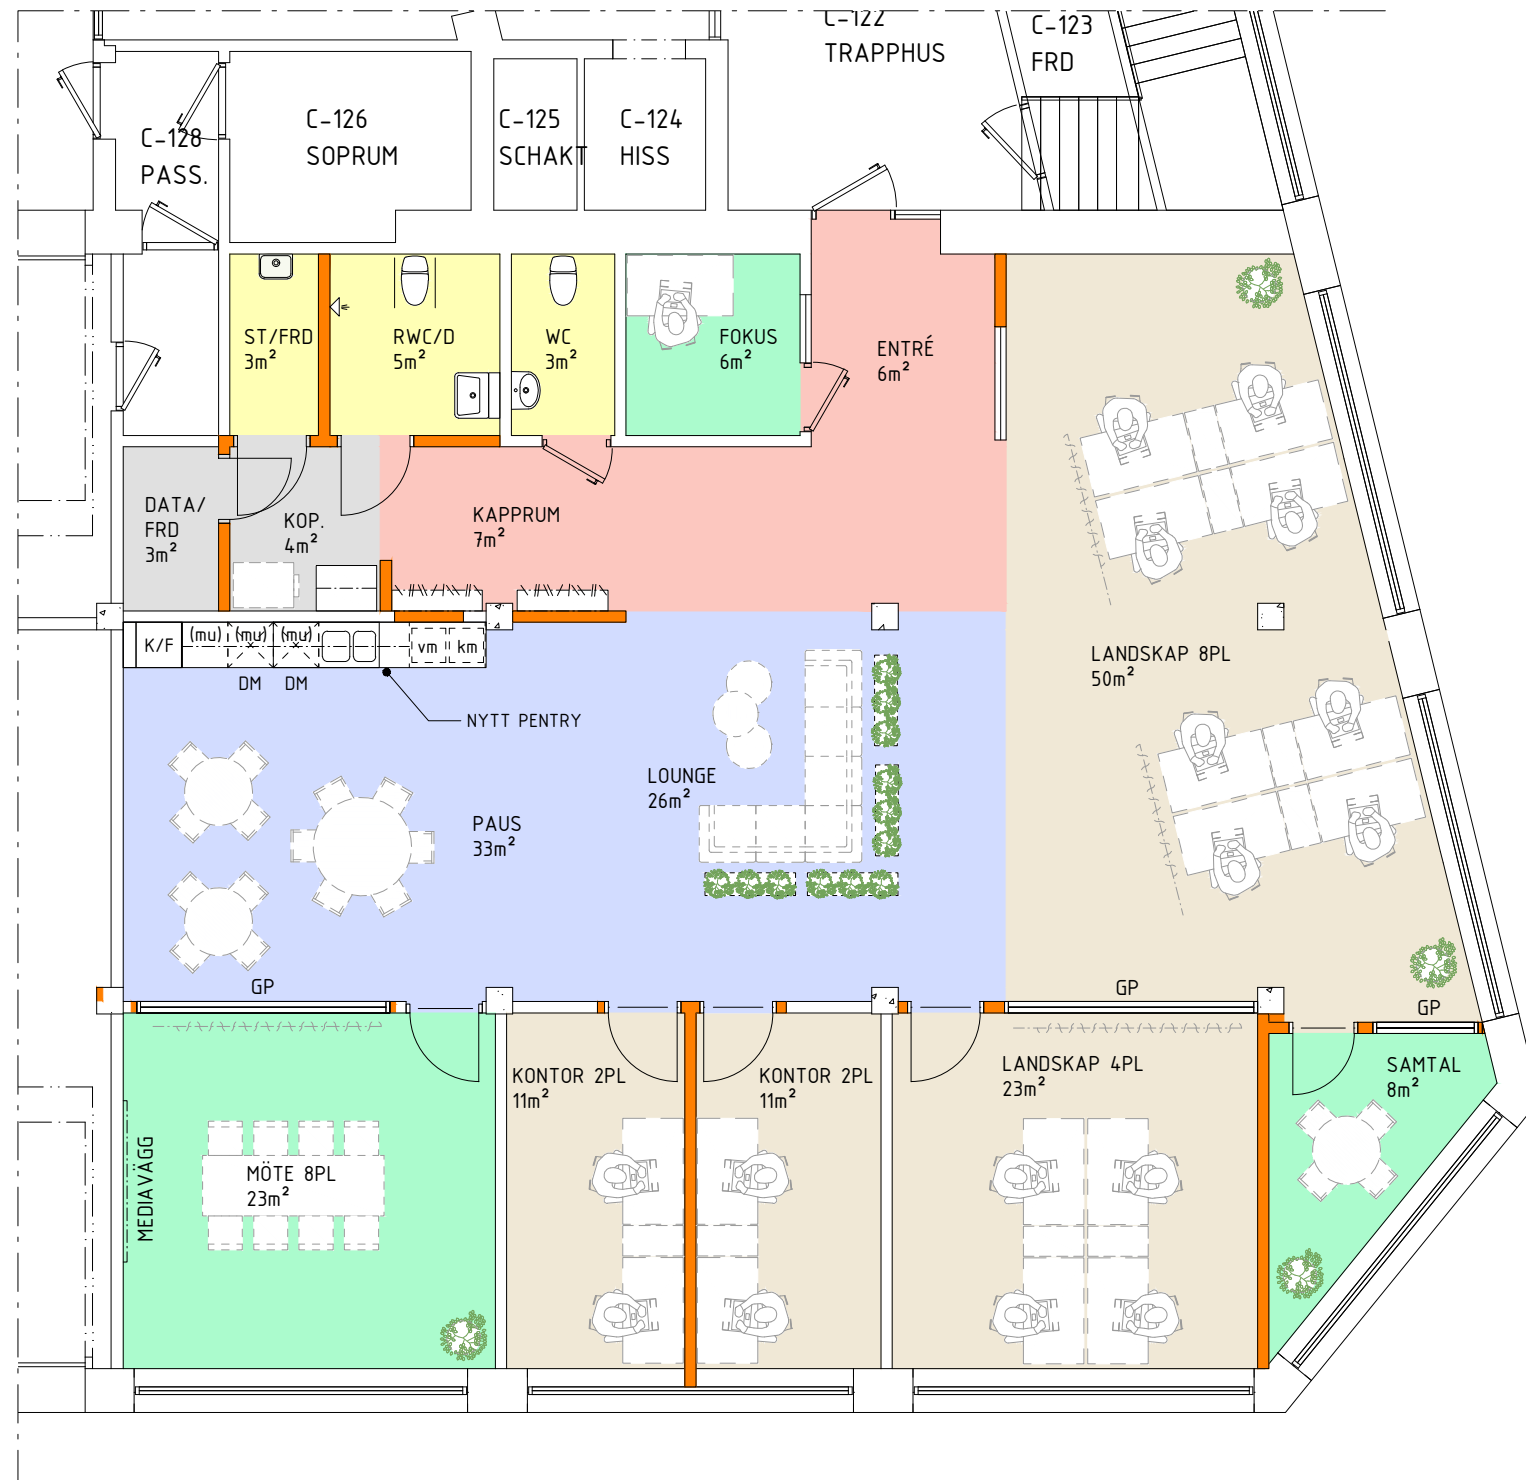 C-122
TRAPPHUS
C-123
FRD
C-128
PASS.
C-126
SOPRUM
C-125
SCHAKT
C-124
HISS
ST/FRD
3m²
RWC/D
5m²
WC
3m²
FOKUS
6m²
ENTRÉ
6m²
DATA/
FRD
3m²
KOP.
4m²
KAPPRUM
7m²
K/F
(mu)
(mu)
(mu)
vm
km
DM
DM
NYTT PENTRY
LANDSKAP 8PL
50m²
LOUNGE
26m²
PAUS
33m²
GP
GP
GP
KONTOR 2PL
11m²
KONTOR 2PL
11m²
LANDSKAP 4PL
23m²
SAMTAL
8m²
MEDIAVÄGG
MÖTE 8PL
23m²